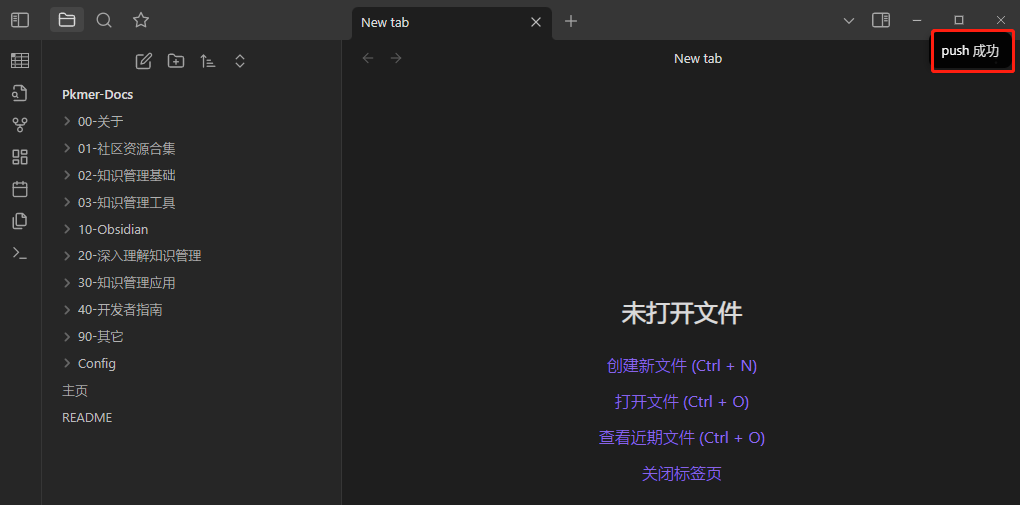 New tab
New tab
push 成功
Pkmer-Docs
00-关于
01-社区资源合集
02-知识管理基础
03-知识管理工具
10-Obsidian
20-深入理解知识管理
30-知识管理应用
40-开发者指南
90-其它
Config
主页
README
未打开文件
创建新文件 (Ctrl + N)
打开文件 (Ctrl + O)
查看近期文件 (Ctrl + O)
关闭标签页